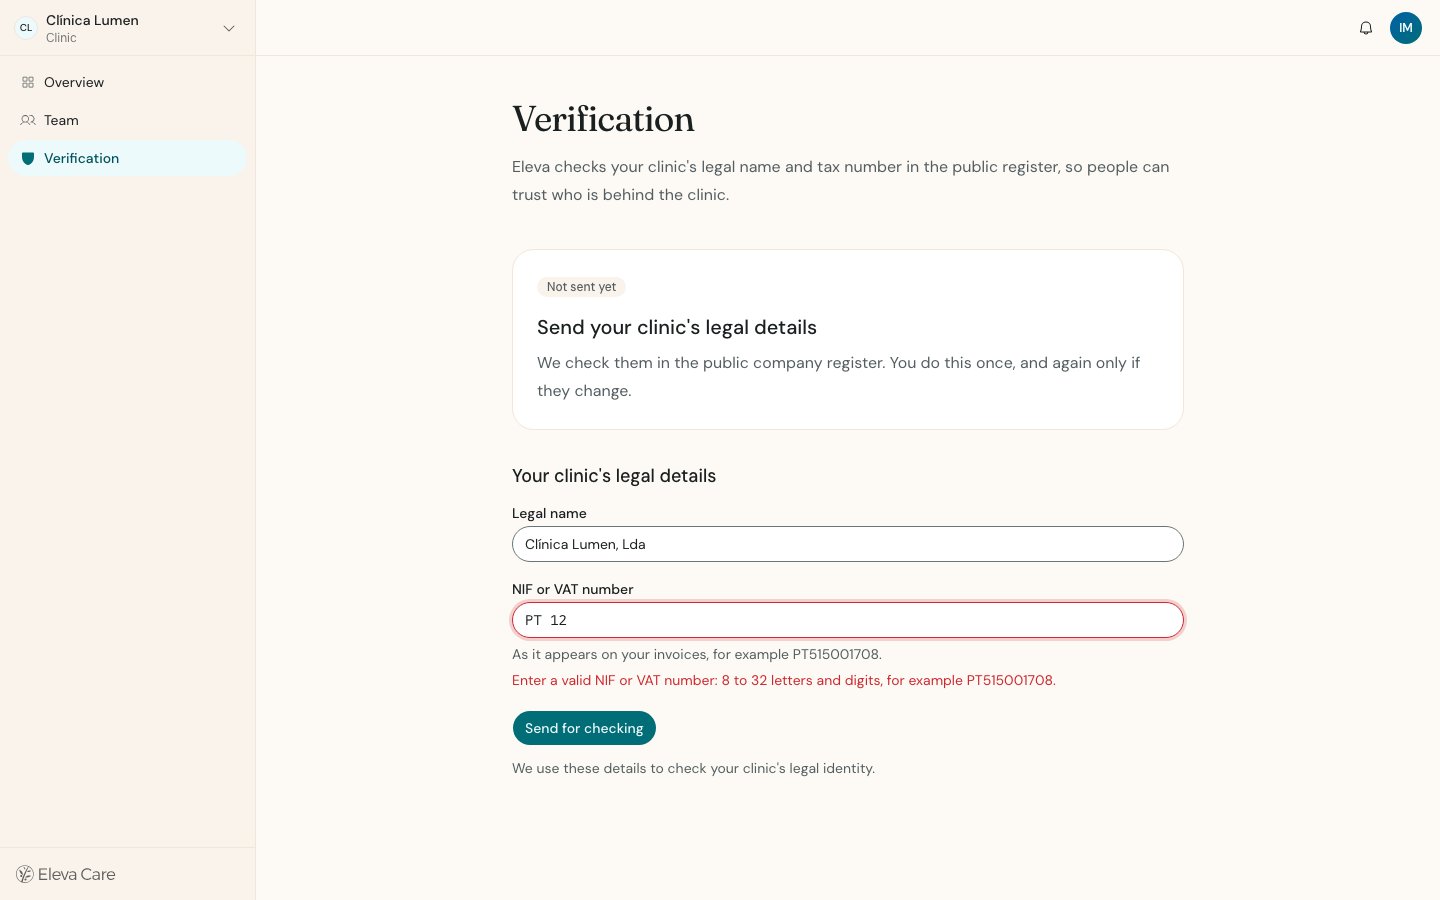 CL
Clínica Lumen
Clinic
IM
Overview
Team
Verification
Verification
Eleva checks your clinic's legal name and tax number in the public register, so people can
trust who is behind the clinic.
Not sent yet
Send your clinic's legal details
We check them in the public company register. You do this once, and again only if
they change.
Your clinic's legal details
Legal name
Clínica Lumen, Lda
NIF or VAT number
PT 12
As it appears on your invoices, for example PT515001708.
Enter a valid NIF or VAT number: 8 to 32 letters and digits, for example PT515001708.
Send for checking
We use these details to check your clinic's legal identity.
Eleva Care